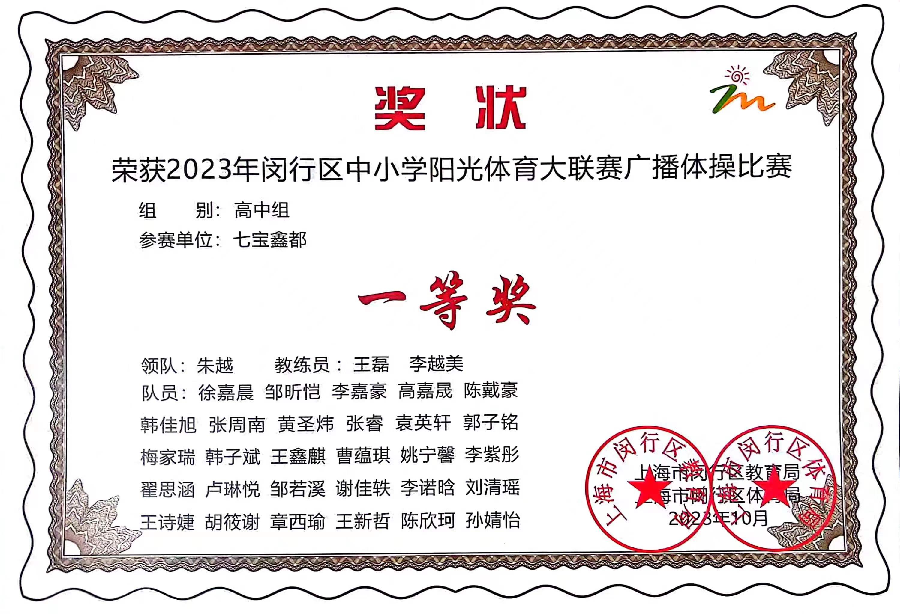 奖 状
荣获2023年闵行区中小学阳光体育大联赛广播体操比赛
组 别：高中组
参赛单位：七宝鑫都
一等奖
领队：朱越 教练员：王磊 李越美
队员：徐嘉晨 邹昕恺 李嘉豪 高嘉晟 陈戴豪
韩佳旭 张周南 黄圣炜 张睿 袁英轩 郭子铭
梅家瑞 韩子斌 王鑫麒 曹蕴琪 姚宁馨 李紫彤
翟思涵 卢琳悦 邹若溪 谢佳轶 李诺晗 刘清瑶
王诗婕 胡筱谢 章西瑜 王新哲 陈欣珂 孙婧怡
上海市闵行区教育局
上海市闵行区体育局
2023年10月
上海市闵行区教育局
上海市闵行区体育局